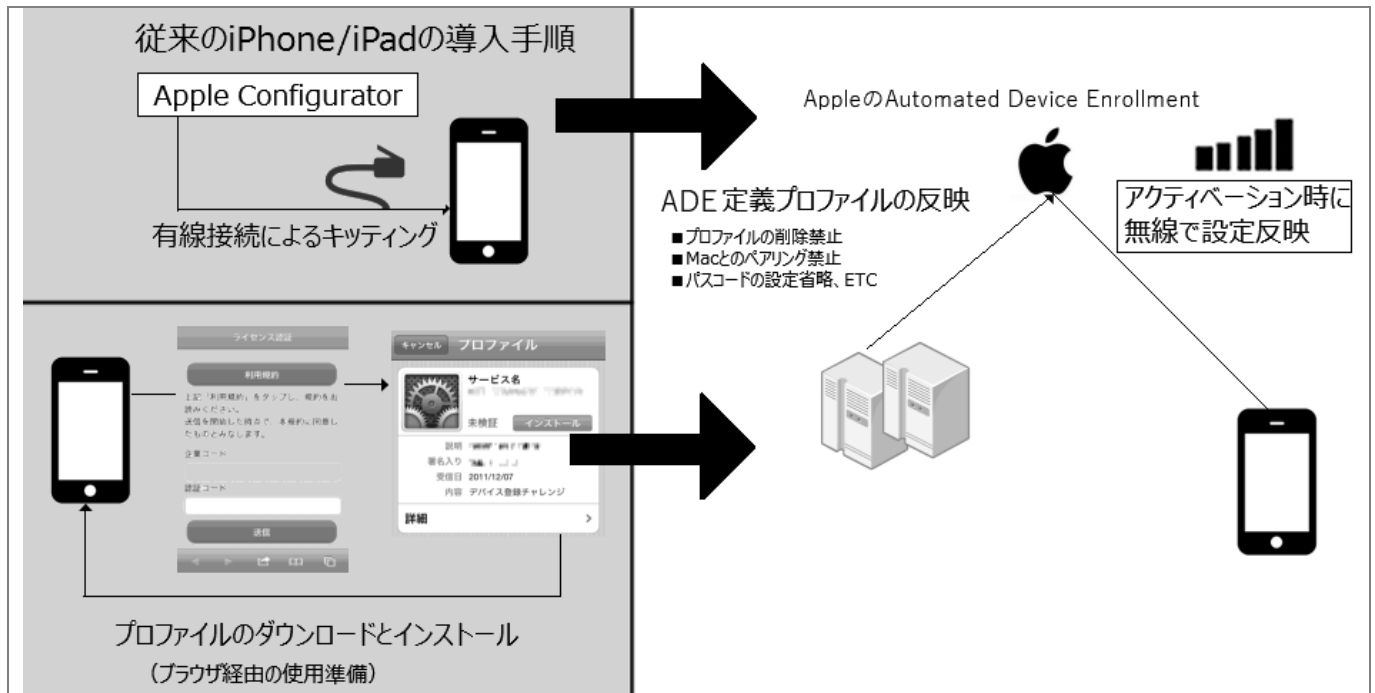 従来のiPhone/iPadの導入手順
Apple Configurator
有線接続によるキッティング
ライセンス認証
利用規約
上記「利用規約」をタップし、規約をお
読みください。
送信を開始した時点で、本規約に同意し
たものとみなします。
企業コード
認証コード
送信
キャンセル
プロファイル
サービス名
未検証
インストール
説明
署名入り
受信日 2011/12/07
内容 デバイス登録チャレンジ
詳細
プロファイルのダウンロードとインストール
（ブラウザ経由の使用準備）
AppleのAutomated Device Enrollment
ADE定義プロファイルの反映
■プロファイルの削除禁止
■Macとのペアリング禁止
■パスコードの設定省略、ETC
アクティベーション時に
無線で設定反映